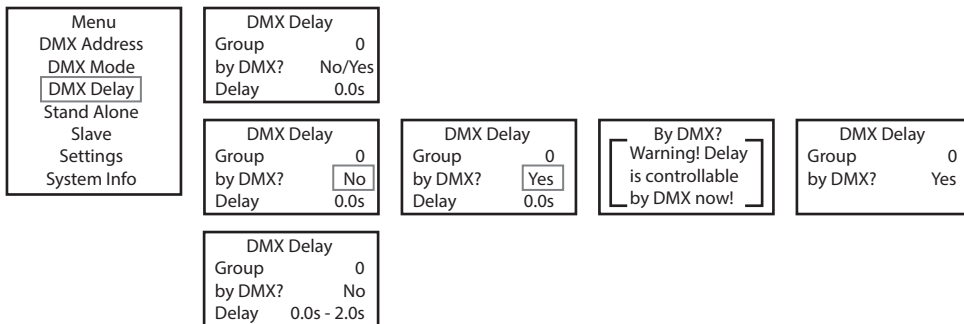 Menu
DMX Address
DMX Mode
DMX Delay
Stand Alone
Slave
Settings
System Info
DMX Delay
Group 0
by DMX? No/Yes
Delay 0.0s
DMX Delay
Group 0
by DMX? No
Delay 0.0s
DMX Delay
Group 0
by DMX? Yes
Delay 0.0s
By DMX?
Warning! Delay
is controllable
by DMX now!
DMX Delay
Group 0
by DMX? Yes
DMX Delay
Group 0
by DMX? No
Delay 0.0s - 2.0s